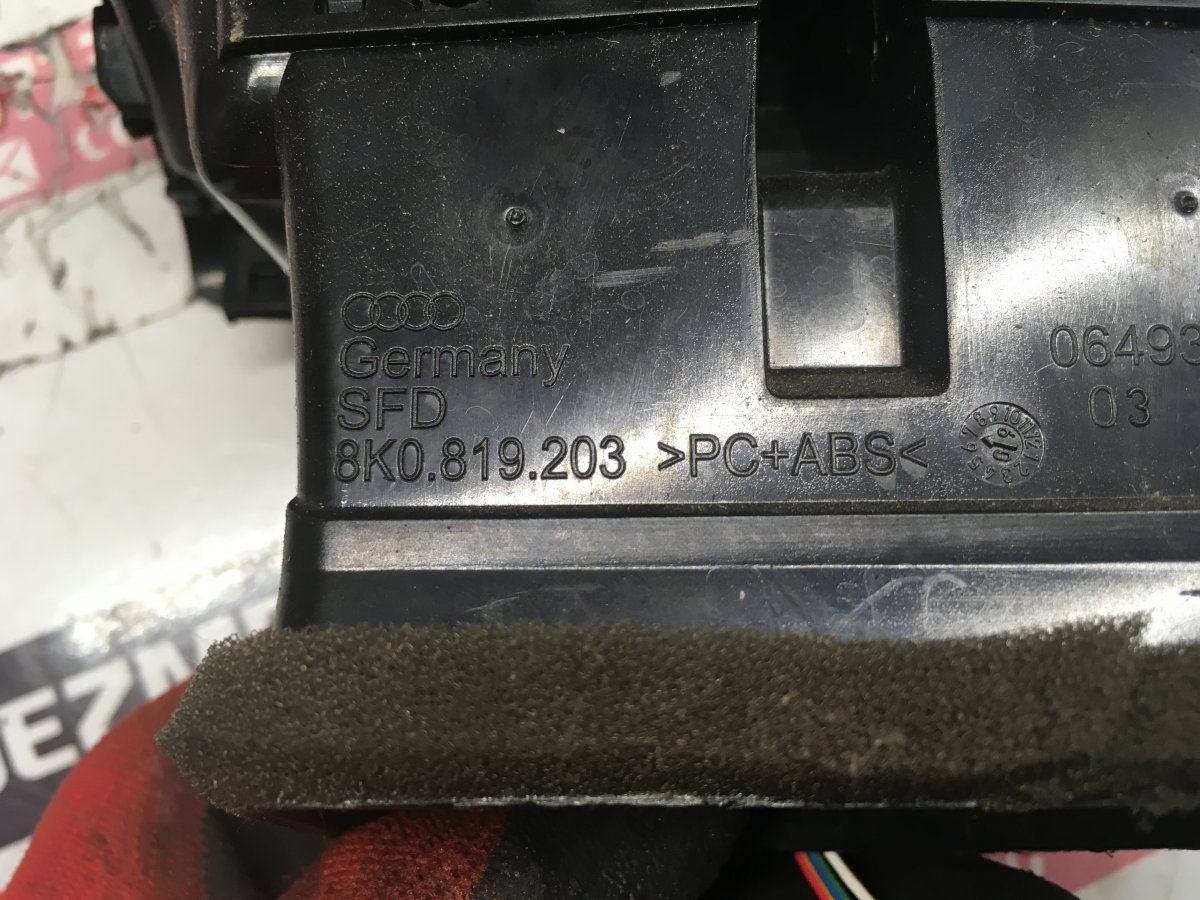 Germany
SFD
8K0.819.203 >PC+ABS<
06493
03